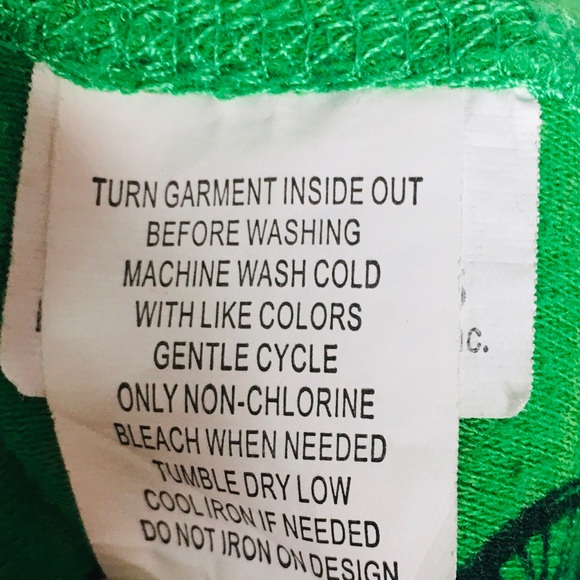 TURN GARMENT INSIDE OUT
BEFORE WASHING
MACHINE WASH COLD
WITH LIKE COLORS
GENTLE CYCLE
ONLY NON-CHLORINE
BLEACH WHEN NEEDED
TUMBLE DRY LOW
COOL IRON IF NEEDED
DO NOT IRON ON DESIGN